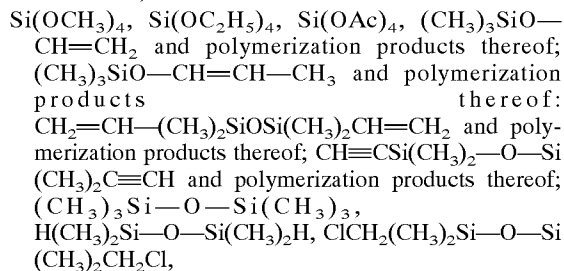 Si(OCH₃)₄, Si(OC₂H₅)₄, Si(OAc)₄, (CH₃)₃SiO—
CH═CH₂ and polymerization products thereof;
(CH₃)₃SiO—CH═CH—CH₃ and polymerization
products thereof:
CH₂═CH—(CH₃)₂SiOSi(CH₃)₂CH═CH₂ and poly-
merization products thereof; CH≡CSi(CH₃)₂—O—Si
(CH₃)₂C≡CH and polymerization products thereof;
(CH₃)₃Si—O—Si(CH₃)₃,
H(CH₃)₂Si—O—Si(CH₃)₂H, ClCH₂(CH₃)₂Si—O—Si
(CH₃)₂CH₂Cl,